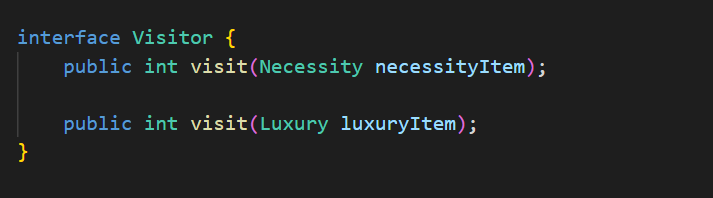 interface Visitor {
    public int visit(Necessity necessityItem);
    public int visit(Luxury luxuryItem);
}